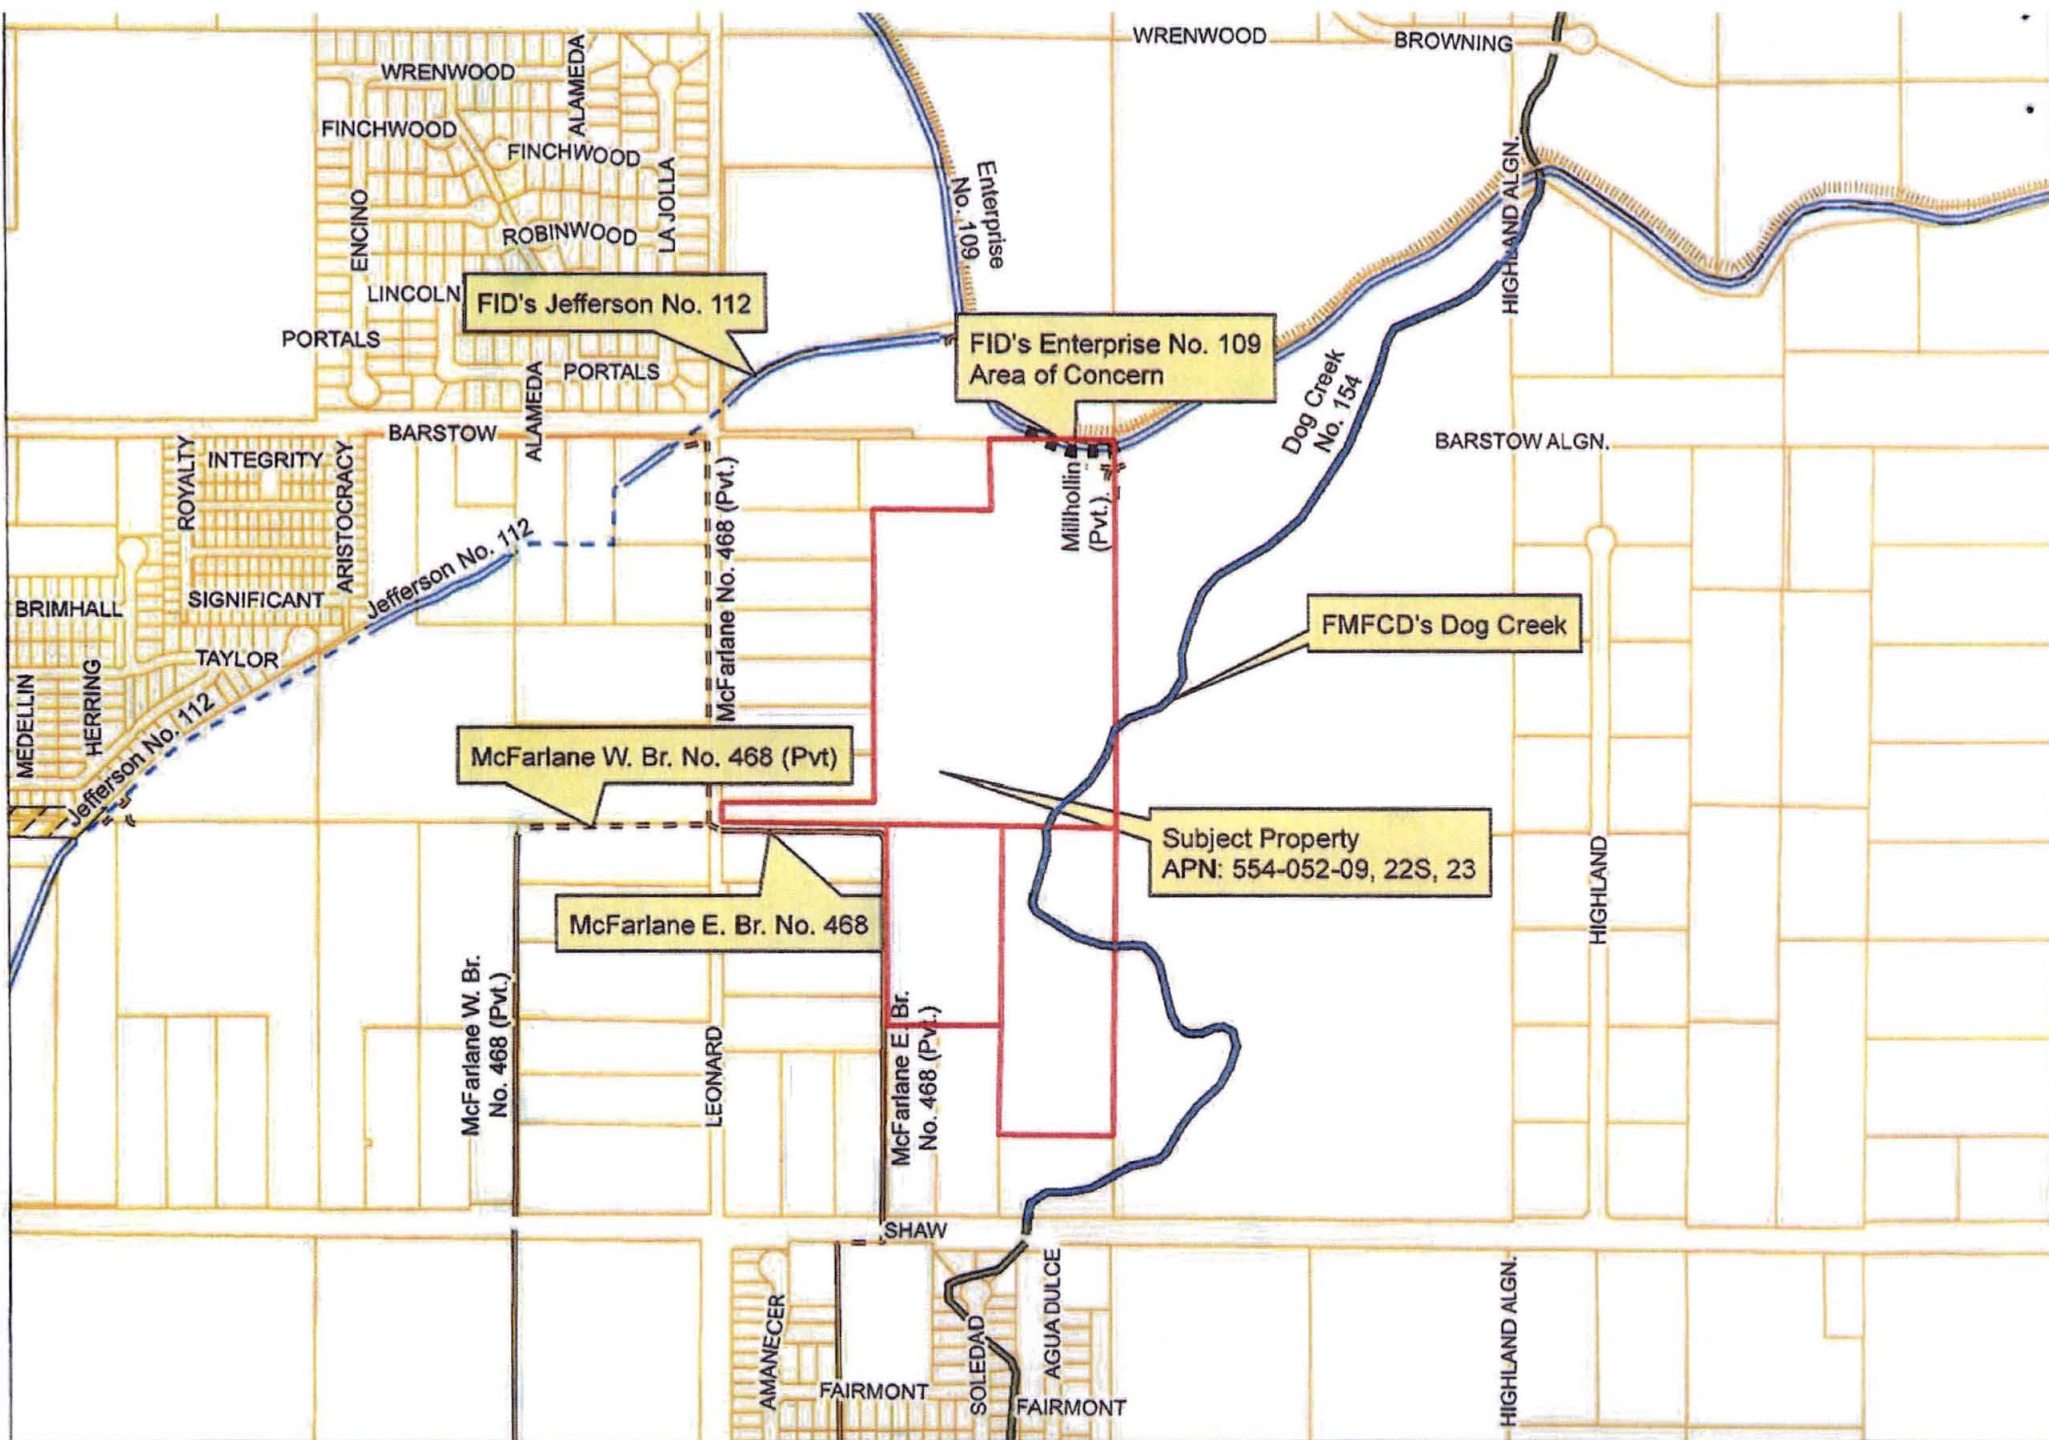 WRENWOOD
BROWNING
WRENWOOD
ALAMEDA
FINCHWOOD
FINCHWOOD
LA JOLLA
ENCINO
ROBINWOOD
Enterprise
No. 109
HIGHLAND ALGN.
LINCOLN
FID's Jefferson No. 112
PORTALS
FID's Enterprise No. 109
Area of Concern
PORTALS
ALAMEDA
Dog Creek
No. 154
BARSTOW
BARSTOW ALGN.
ROYALTY
INTEGRITY
ARISTOCRACY
McFarlane No. 468 (Pvt.)
Millhollin
(Pvt.)
Jefferson No. 112
BRIMHALL
SIGNIFICANT
FMFCD's Dog Creek
TAYLOR
MEDELLIN
HERRING
Jefferson No. 112
McFarlane W. Br. No. 468 (Pvt)
Subject Property
APN: 554-052-09, 22S, 23
HIGHLAND
McFarlane E. Br. No. 468
McFarlane W. Br.
No. 468 (Pvt.)
LEONARD
McFarlane E. Br.
No. 468 (Pvt.)
SHAW
AMANECER
SOLEDAD
AGUA DULCE
HIGHLAND ALGN.
FAIRMONT
FAIRMONT